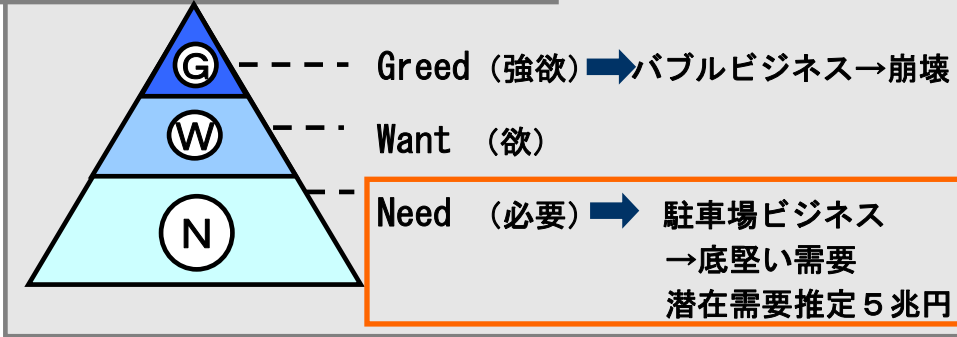 G
Greed (強欲) ➡バブルビジネス→崩壊
W
Want (欲)
N
Need (必要) ➡ 駐車場ビジネス
→底堅い需要
潜在需要推定５兆円